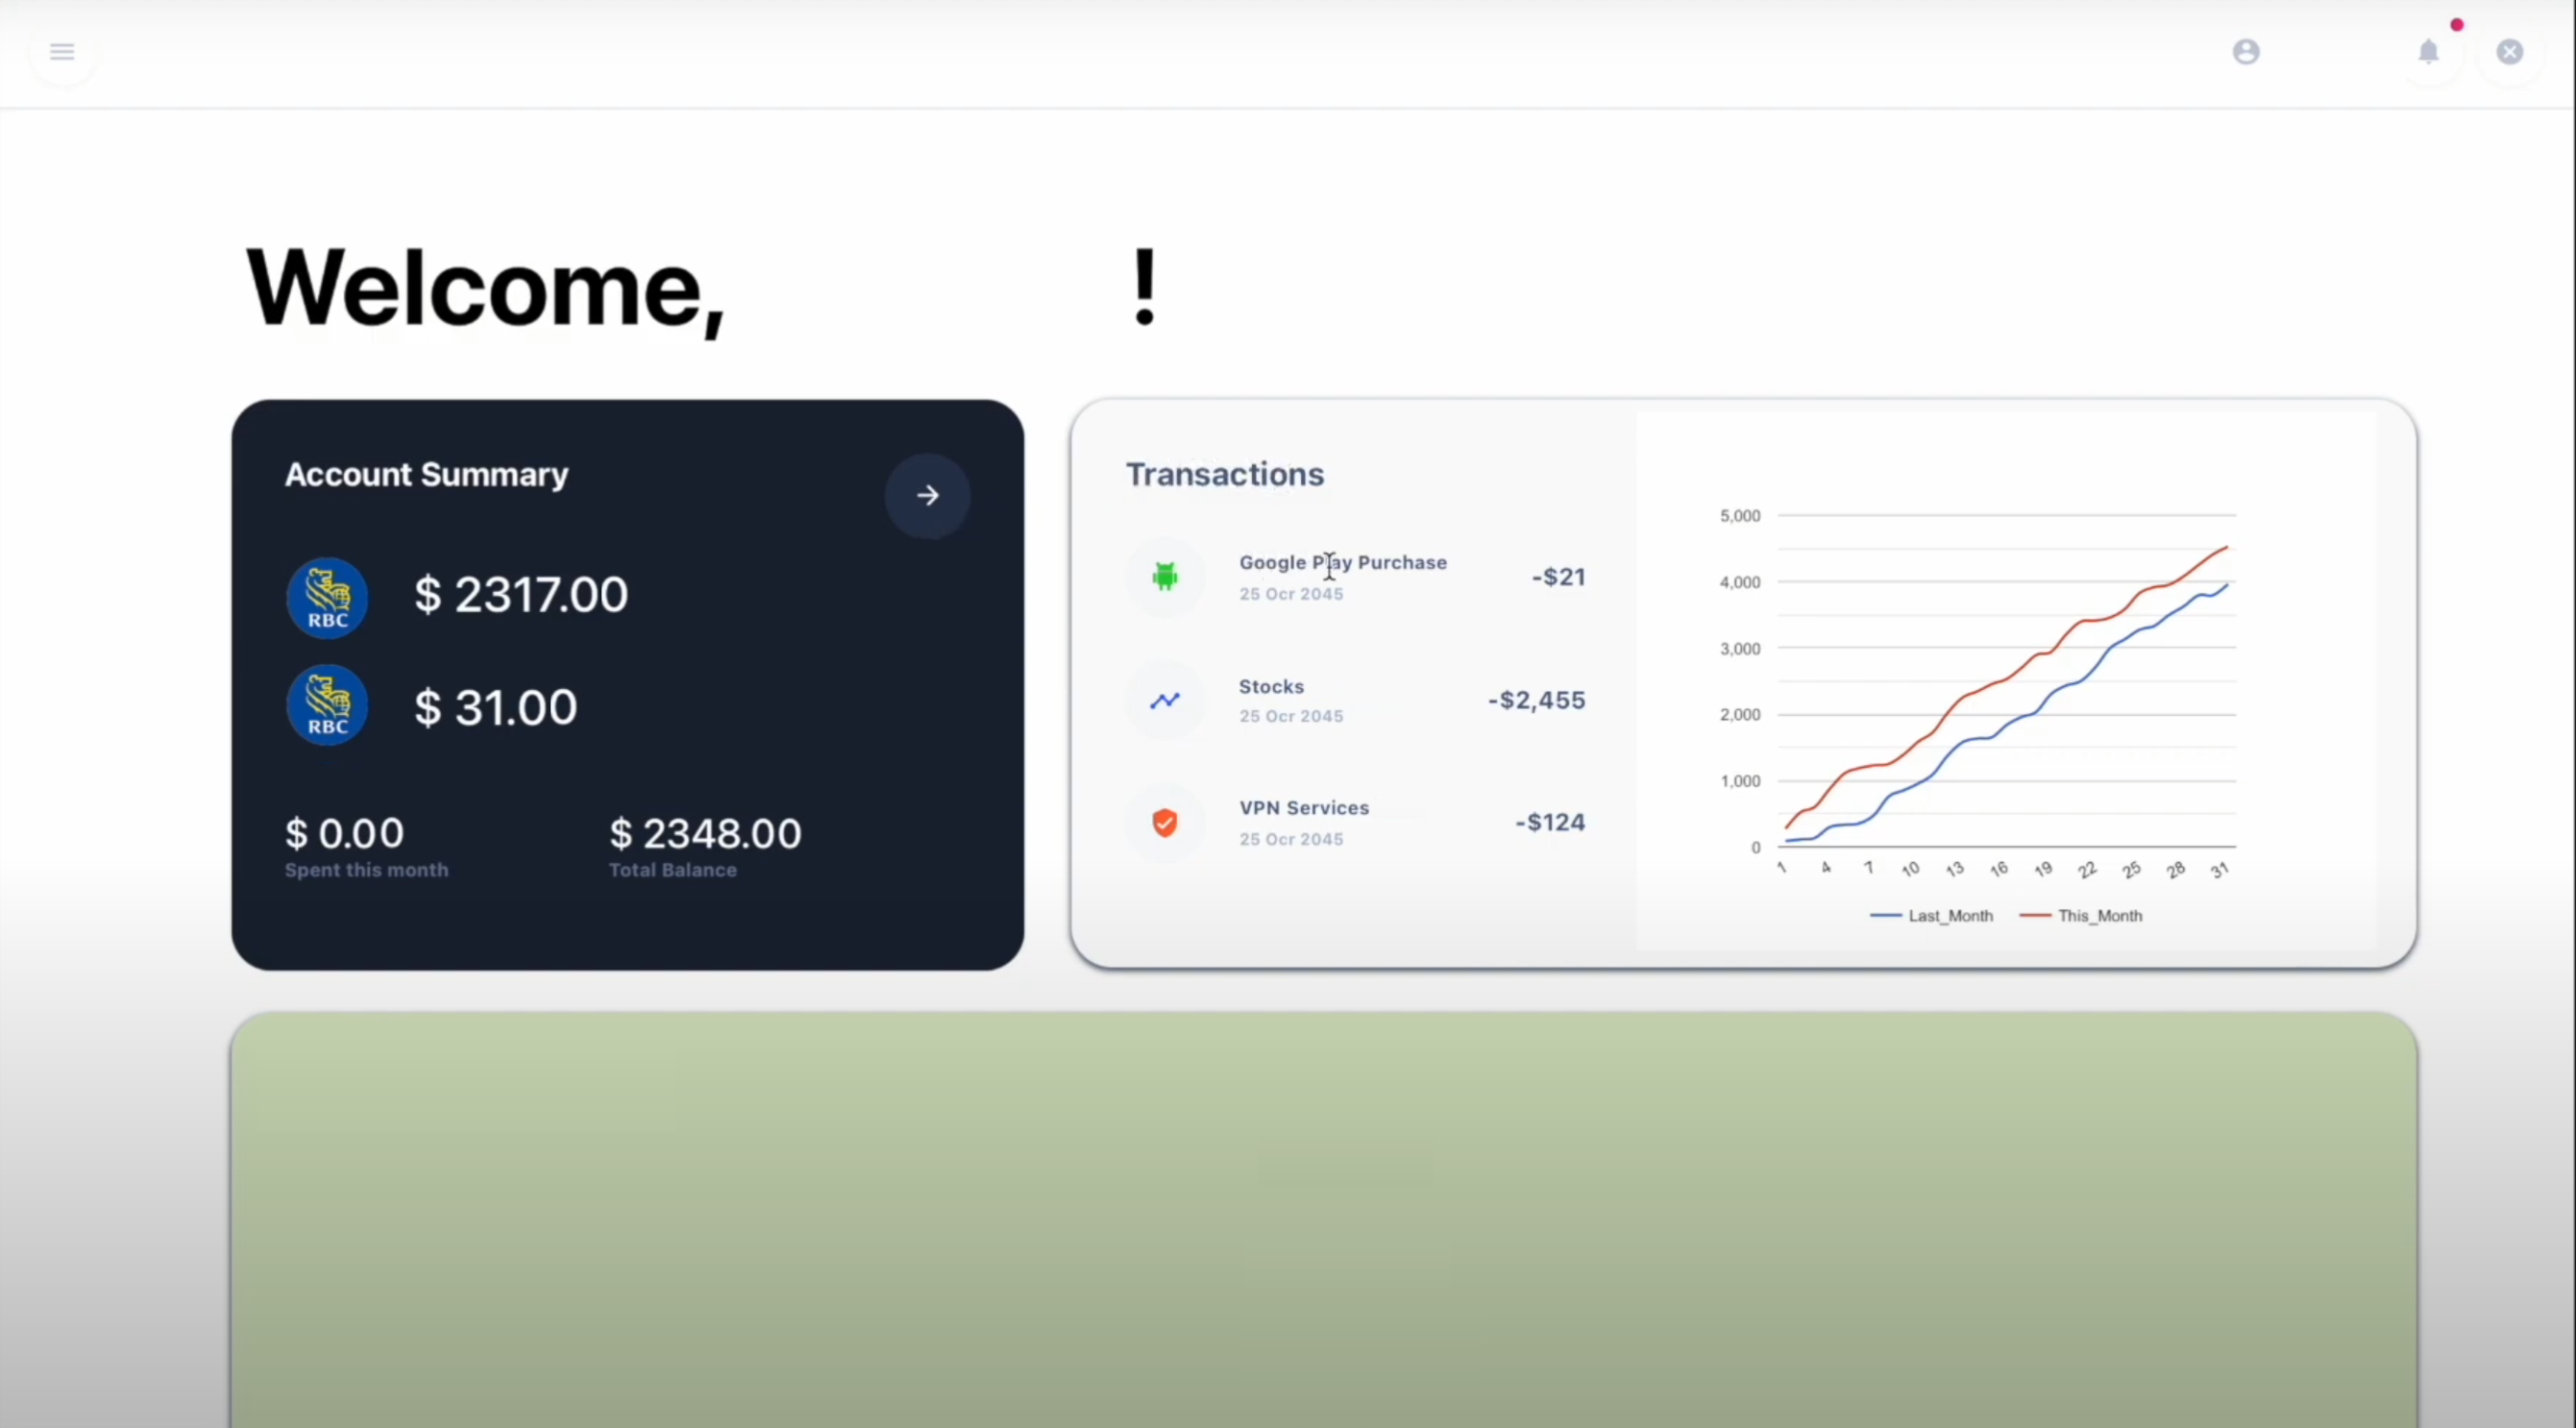 Welcome, !
Account Summary
RBC
$ 2317.00
RBC
$ 31.00
$ 0.00
Spent this month
$ 2348.00
Total Balance
Transactions
Google Play Purchase
25 Ocr 2045
-$21
Stocks
25 Ocr 2045
-$2,455
VPN Services
25 Ocr 2045
-$124
5,000
4,000
3,000
2,000
1,000
0
1 4 7 10 13 16 19 22 25 28 31
Last_Month This_Month